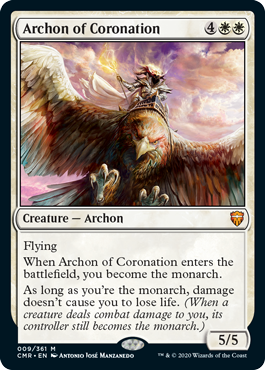 Archon of Coronation 4
Creature — Archon
Flying
When Archon of Coronation enters the
battlefield, you become the monarch.
As long as you're the monarch, damage
doesn't cause you to lose life. (When a
creature deals combat damage to you, its
controller still becomes the monarch.)
5/5
009/361 M
CMR • EN Antonio José Manzanedo
™ & © 2020 Wizards of the Coast